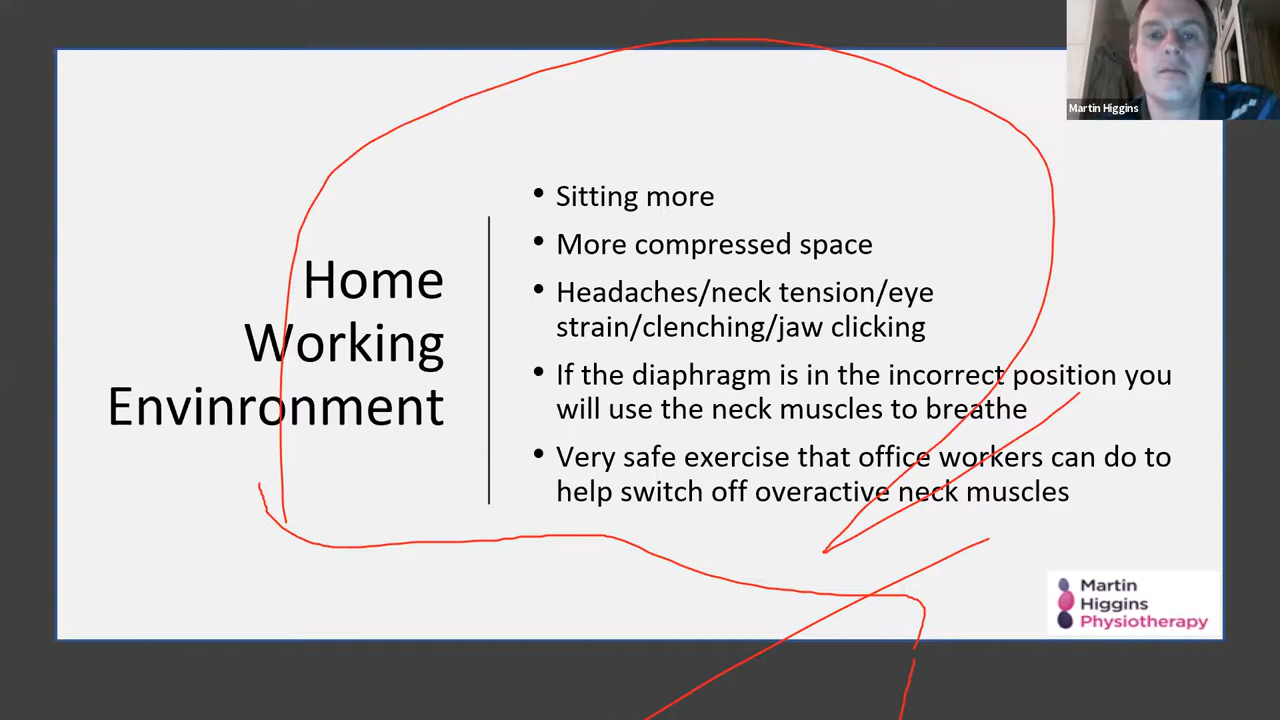 Martin Higgins
Home
Working
Envinronment
• Sitting more
• More compressed space
• Headaches/neck tension/eye
strain/clenching/jaw clicking
• If the diaphragm is in the incorrect position you
will use the neck muscles to breathe
• Very safe exercise that office workers can do to
help switch off overactive neck muscles
Martin
Higgins
Physiotherapy